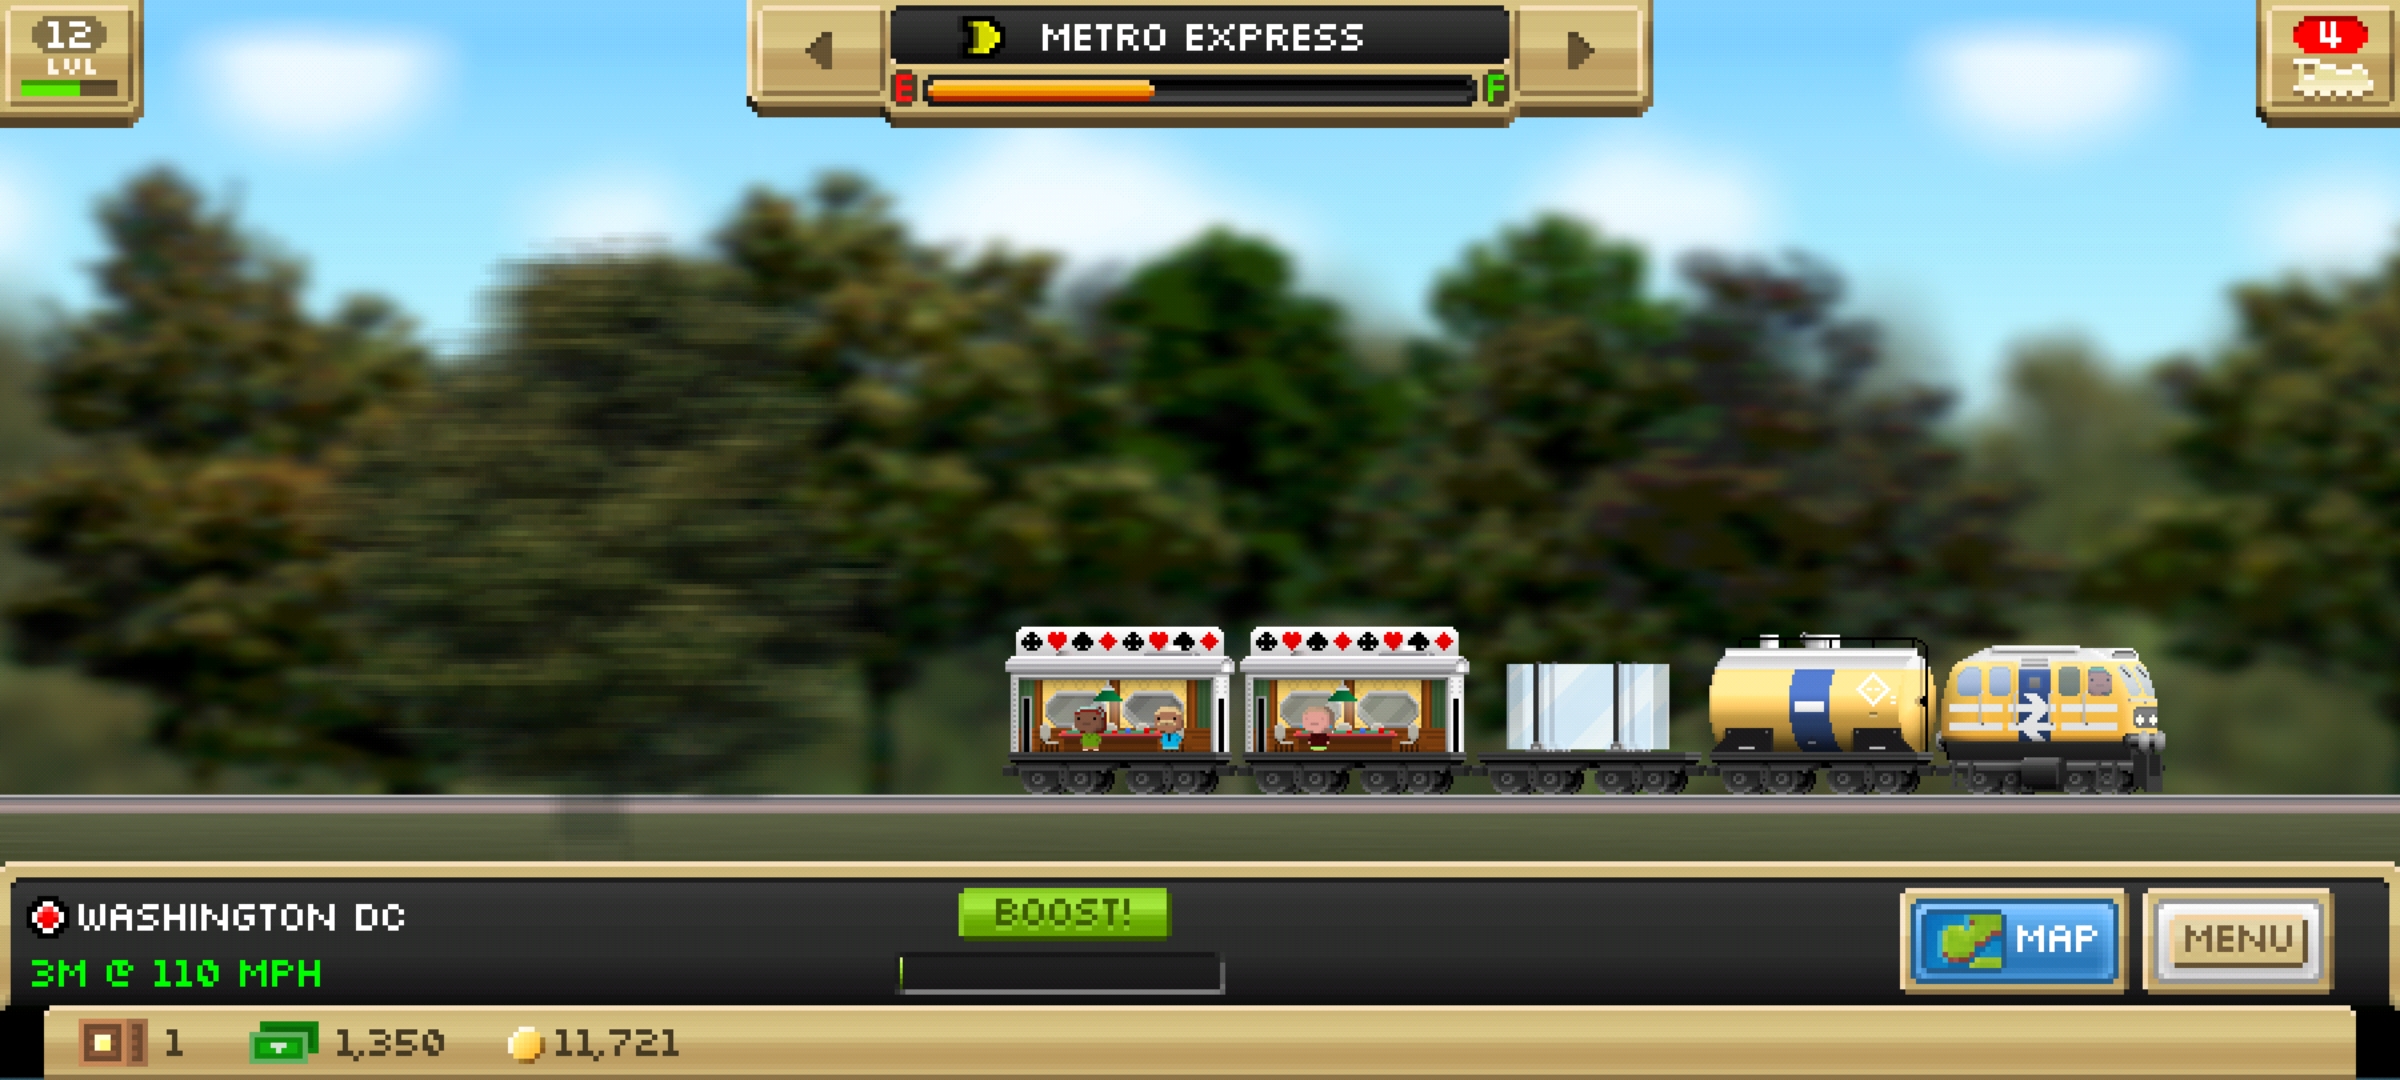 12
LVL
METRO EXPRESS
E F
4
WASHINGTON DC
3M @ 110 MPH
BOOST!
MAP
MENU
1
1,350
11,721